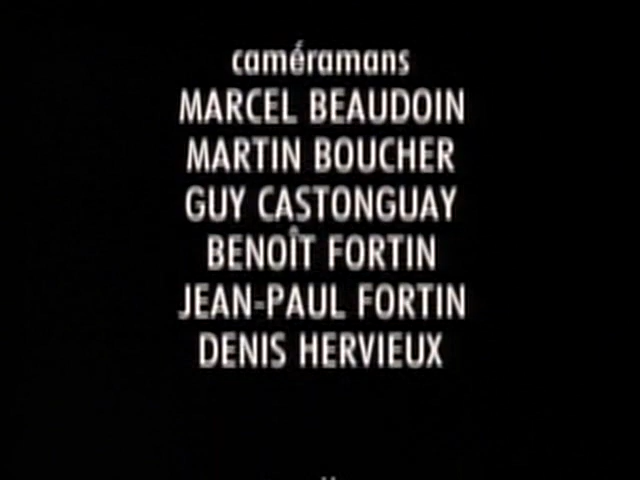 caméramans
MARCEL BEAUDOIN
MARTIN BOUCHER
GUY CASTONGUAY
BENOÎT FORTIN
JEAN-PAUL FORTIN
DENIS HERVIEUX